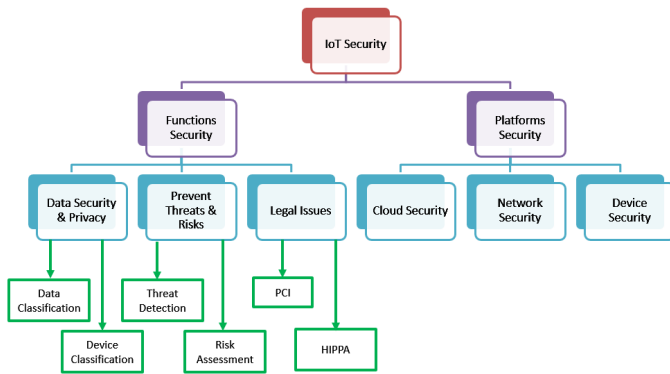 IoT Security
Functions
Security
Platforms
Security
Data Security
& Privacy
Prevent
Threats &
Risks
Legal Issues
Cloud Security
Network
Security
Device
Security
Data
Classification
Threat
Detection
PCI
Device
Classification
Risk
Assessment
HIPPA